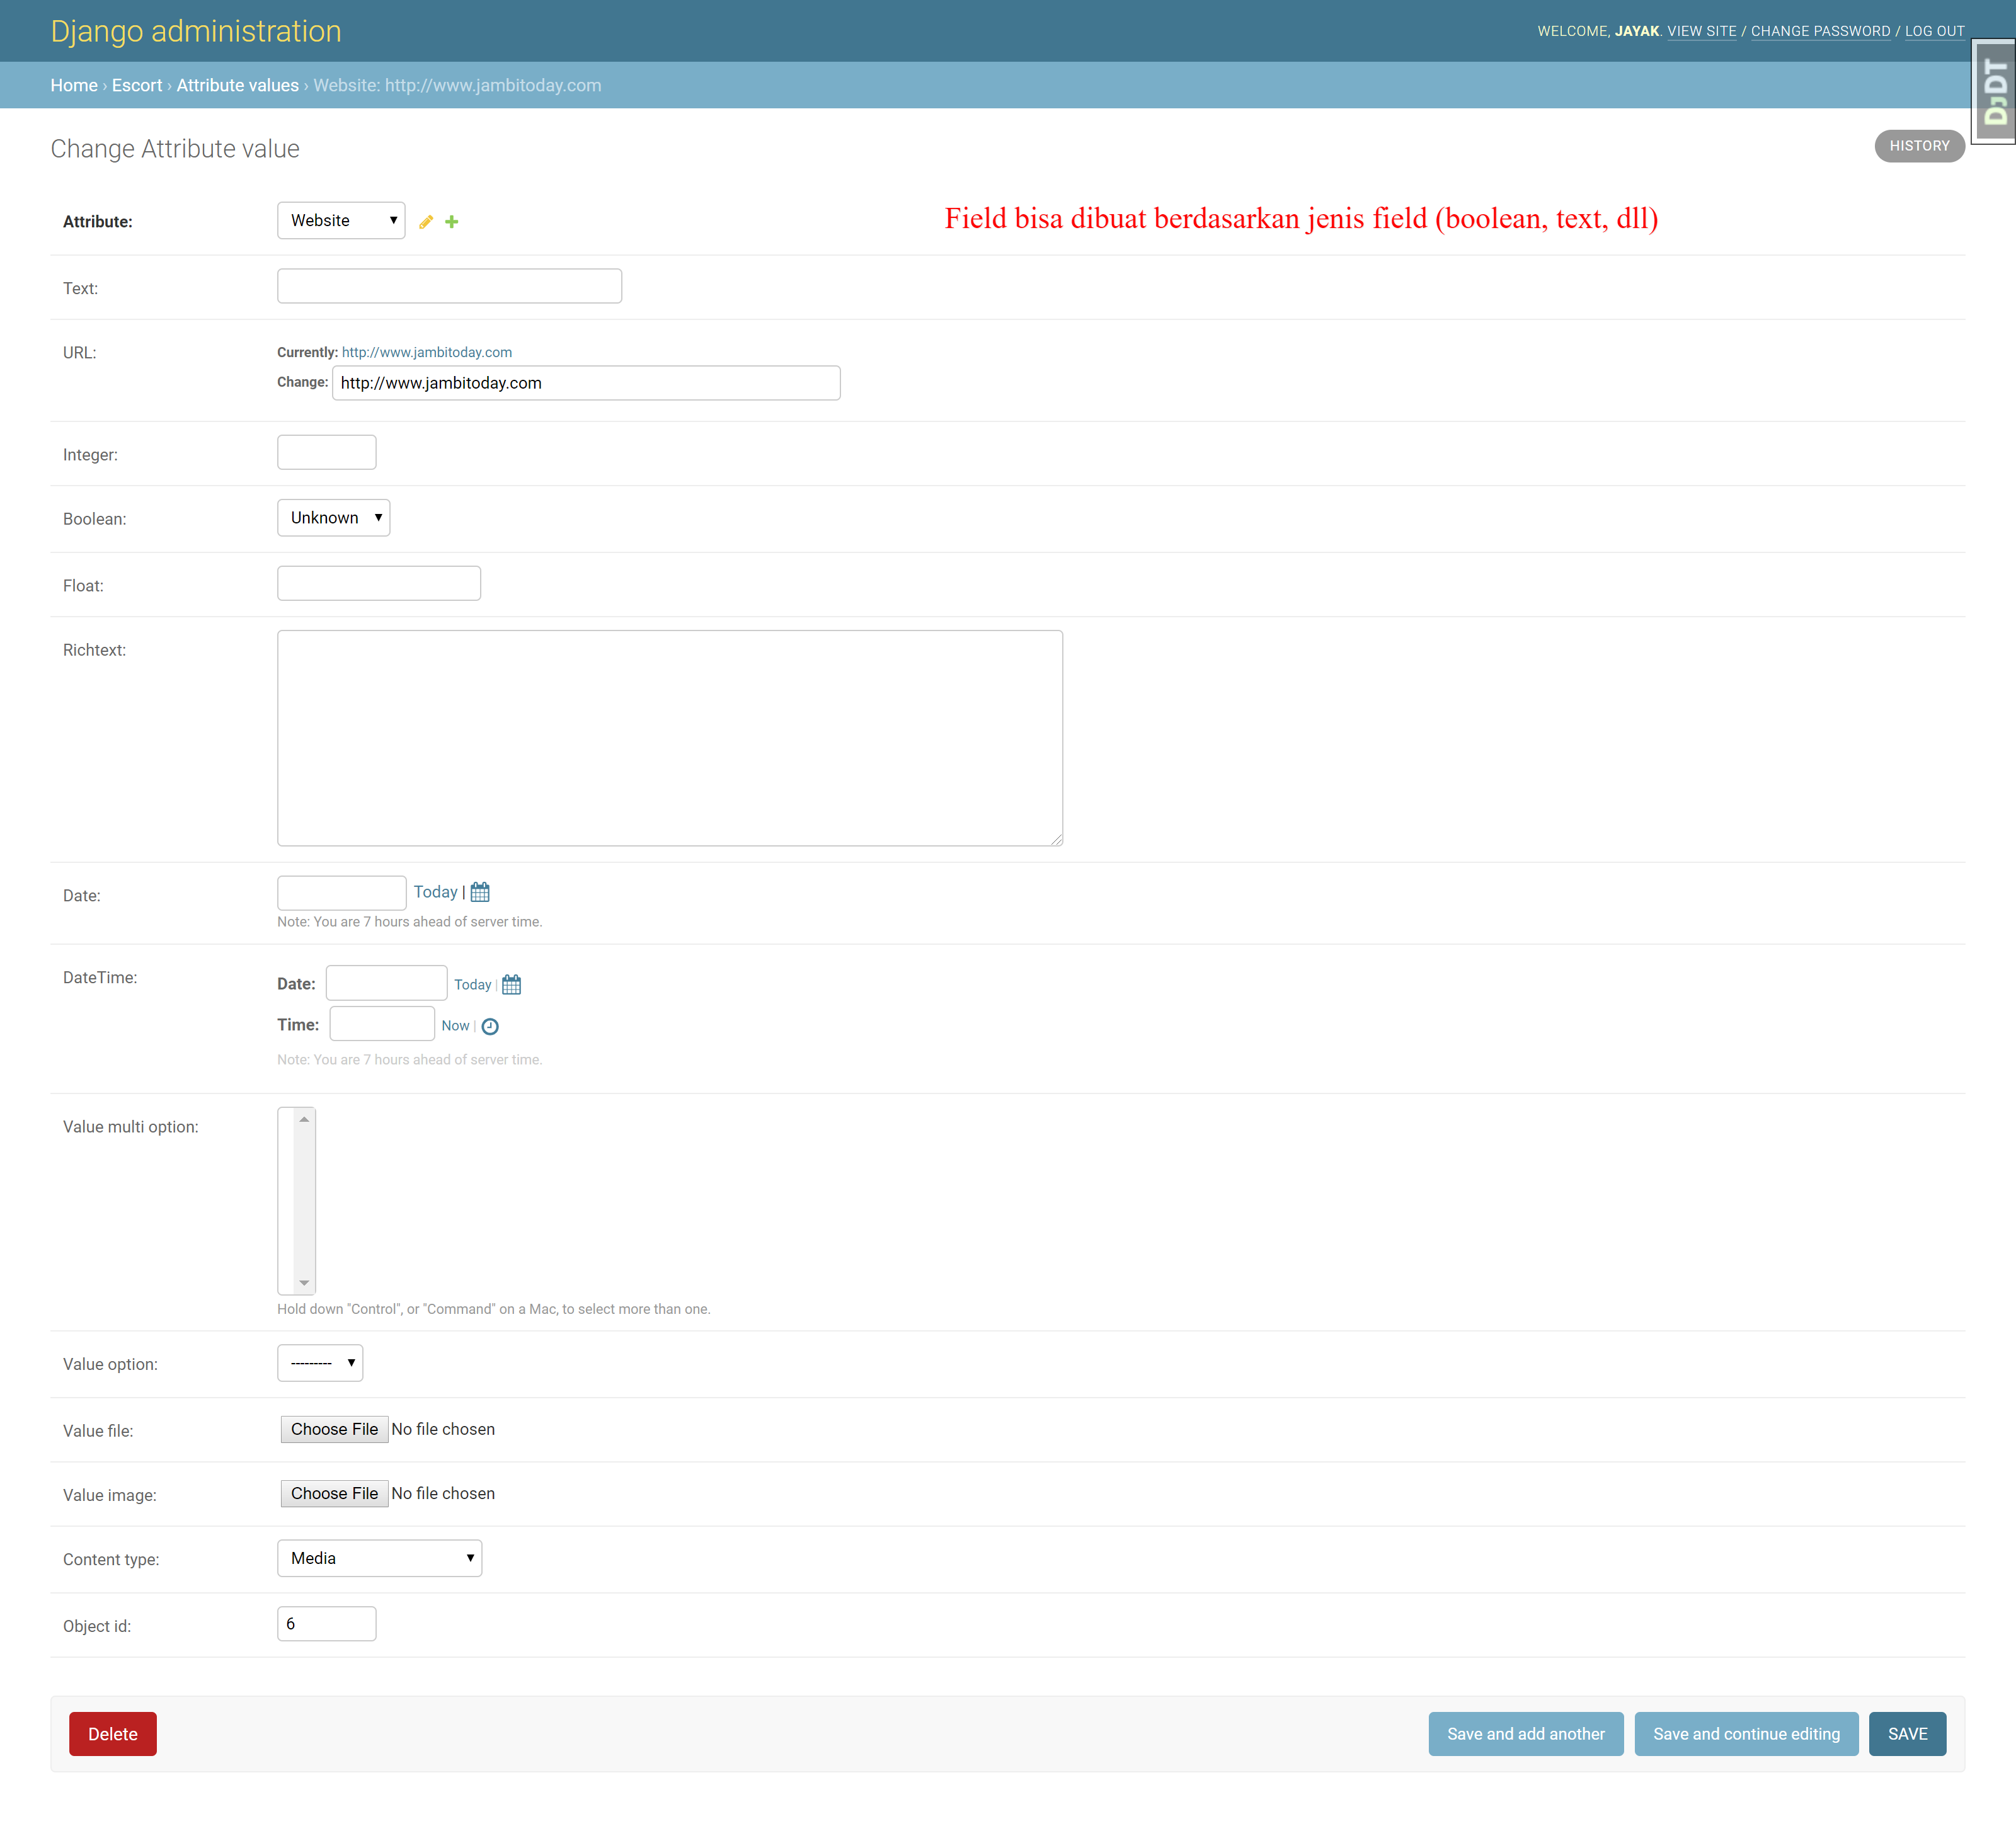 Django administration
WELCOME, JAYAK. VIEW SITE / CHANGE PASSWORD / LOG OUT
DjDT
Home › Escort › Attribute values › Website: http://www.jambitoday.com
Change Attribute value
HISTORY
Attribute: Website
Field bisa dibuat berdasarkan jenis field (boolean, text, dll)
Text:
URL: Currently: http://www.jambitoday.com
Change: http://www.jambitoday.com
Integer:
Boolean: Unknown
Float:
Richtext:
Date: Today |
Note: You are 7 hours ahead of server time.
DateTime: Date: Today |
Time: Now |
Note: You are 7 hours ahead of server time.
Value multi option:
Hold down "Control", or "Command" on a Mac, to select more than one.
Value option: ---------
Value file: Choose File No file chosen
Value image: Choose File No file chosen
Content type: Media
Object id: 6
Delete
Save and add another
Save and continue editing
SAVE